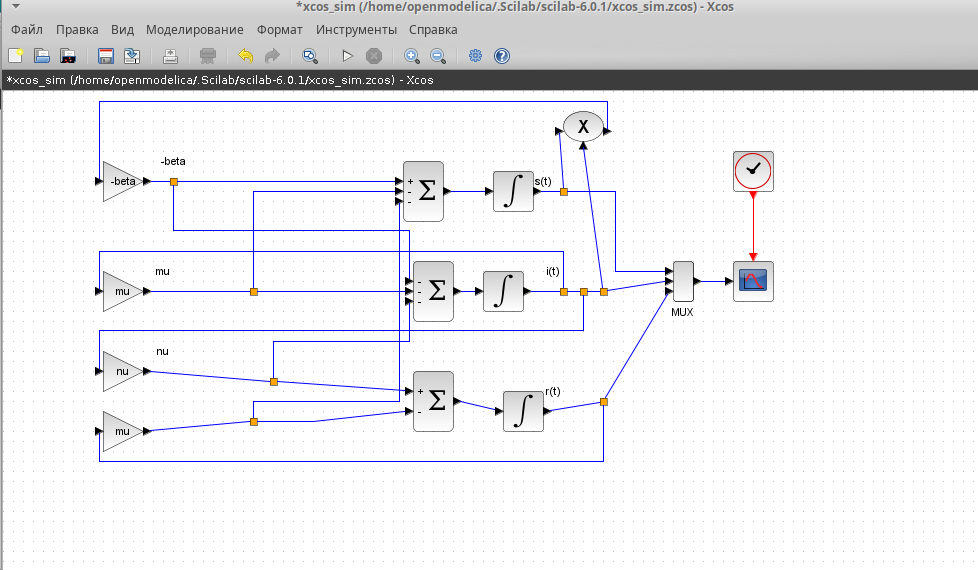 *xcos_sim (/home/openmodelica/.Scilab/scilab-6.0.1/xcos_sim.zcos) - Xcos
Файл Правка Вид Моделирование Формат Инструменты Справка
*xcos_sim (/home/openmodelica/.Scilab/scilab-6.0.1/xcos_sim.zcos) - Xcos
X
-beta
-beta
+
-
-
Σ
∫
s(t)
mu
mu
-
-
-
Σ
∫
i(t)
MUX
nu
nu
+
-
Σ
∫
r(t)
mu